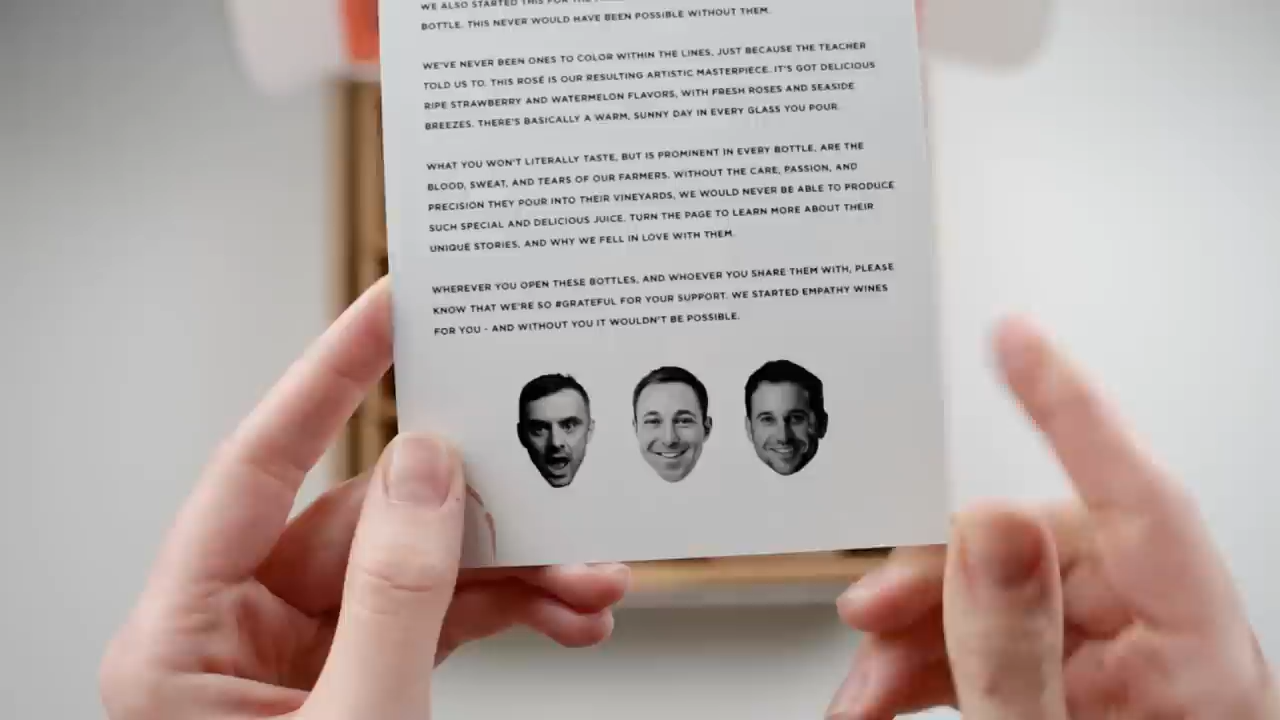 WE ALSO STARTED THIS FOR THE
BOTTLE. THIS NEVER WOULD HAVE BEEN POSSIBLE WITHOUT THEM.
WE'VE NEVER BEEN ONES TO COLOR WITHIN THE LINES, JUST BECAUSE THE TEACHER
TOLD US TO. THIS ROSÉ IS OUR RESULTING ARTISTIC MASTERPIECE. IT'S GOT DELICIOUS
RIPE STRAWBERRY AND WATERMELON FLAVORS, WITH FRESH ROSES AND SEASIDE
BREEZES. THERE'S BASICALLY A WARM, SUNNY DAY IN EVERY GLASS YOU POUR.
WHAT YOU WON'T LITERALLY TASTE, BUT IS PROMINENT IN EVERY BOTTLE, ARE THE
BLOOD, SWEAT, AND TEARS OF OUR FARMERS. WITHOUT THE CARE, PASSION, AND
PRECISION THEY POUR INTO THEIR VINEYARDS, WE WOULD NEVER BE ABLE TO PRODUCE
SUCH SPECIAL AND DELICIOUS JUICE. TURN THE PAGE TO LEARN MORE ABOUT THEIR
UNIQUE STORIES, AND WHY WE FELL IN LOVE WITH THEM.
WHEREVER YOU OPEN THESE BOTTLES, AND WHOEVER YOU SHARE THEM WITH, PLEASE
KNOW THAT WE'RE SO #GRATEFUL FOR YOUR SUPPORT. WE STARTED EMPATHY WINES
FOR YOU - AND WITHOUT YOU IT WOULDN'T BE POSSIBLE.